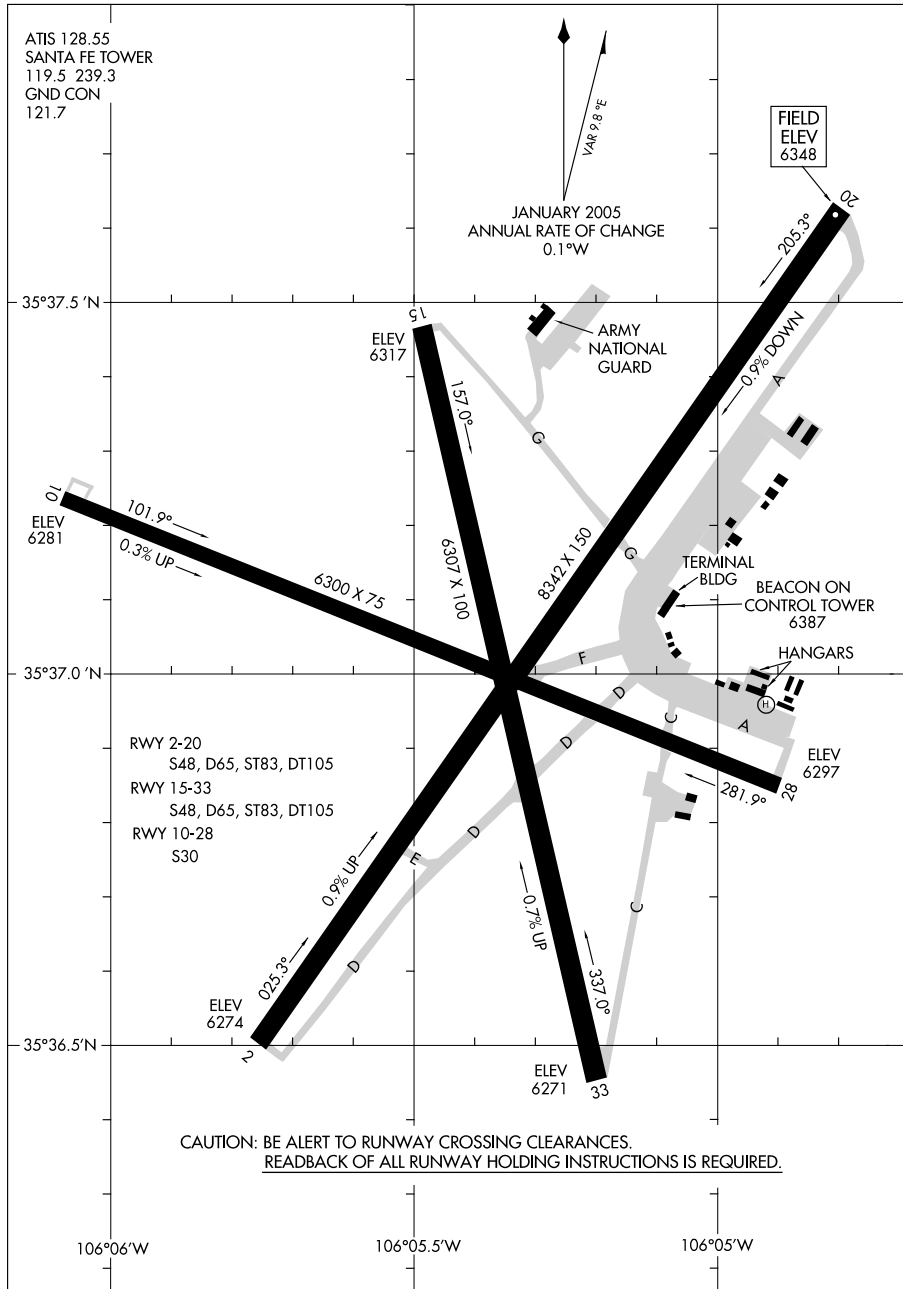 ATIS 128.55
SANTA FE TOWER
119.5 239.3
GND CON
121.7
VAR 9.8 °E
JANUARY 2005
ANNUAL RATE OF CHANGE
0.1°W
FIELD
ELEV
6348
20
205.3°
35°37.5 'N
15
ELEV
6317
ARMY
NATIONAL
GUARD
0.9% DOWN
A
157.0°
G
10
ELEV
6281
101.9°
0.3% UP
6300 X 75
6307 X 100
8342 X 150
G
TERMINAL
BLDG
BEACON ON
CONTROL TOWER
6387
HANGARS
35°37.0 'N
F
D
C
A
H
D
RWY 2-20
S48, D65, ST83, DT105
RWY 15-33
S48, D65, ST83, DT105
RWY 10-28
S30
ELEV
6297
28
281.9°
D
E
0.9% UP
0.7% UP
C
025.3°
D
337.0°
ELEV
6274
2
35°36.5'N
ELEV
6271
33
CAUTION: BE ALERT TO RUNWAY CROSSING CLEARANCES.
READBACK OF ALL RUNWAY HOLDING INSTRUCTIONS IS REQUIRED.
106°06'W
106°05.5'W
106°05'W